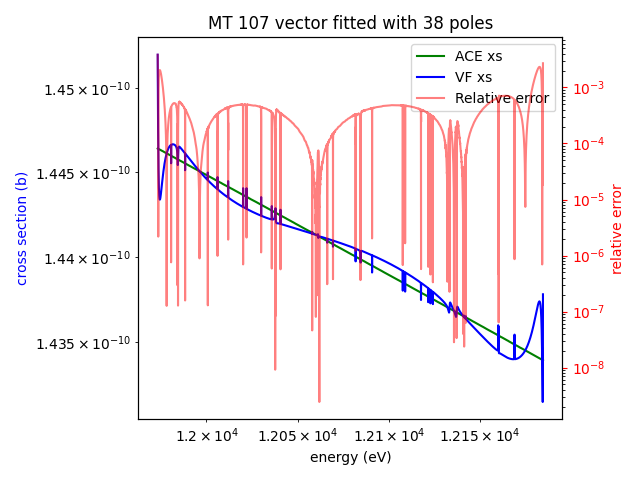 MT 107 vector fitted with 38 poles
ACE xs
VF xs
Relative error
1.45 × 10⁻¹⁰
1.445 × 10⁻¹⁰
1.44 × 10⁻¹⁰
1.435 × 10⁻¹⁰
cross section (b)
10⁻³
10⁻⁴
10⁻⁵
10⁻⁶
10⁻⁷
10⁻⁸
relative error
1.2 × 10⁴ 1.205 × 10⁴ 1.21 × 10⁴ 1.215 × 10⁴
energy (eV)